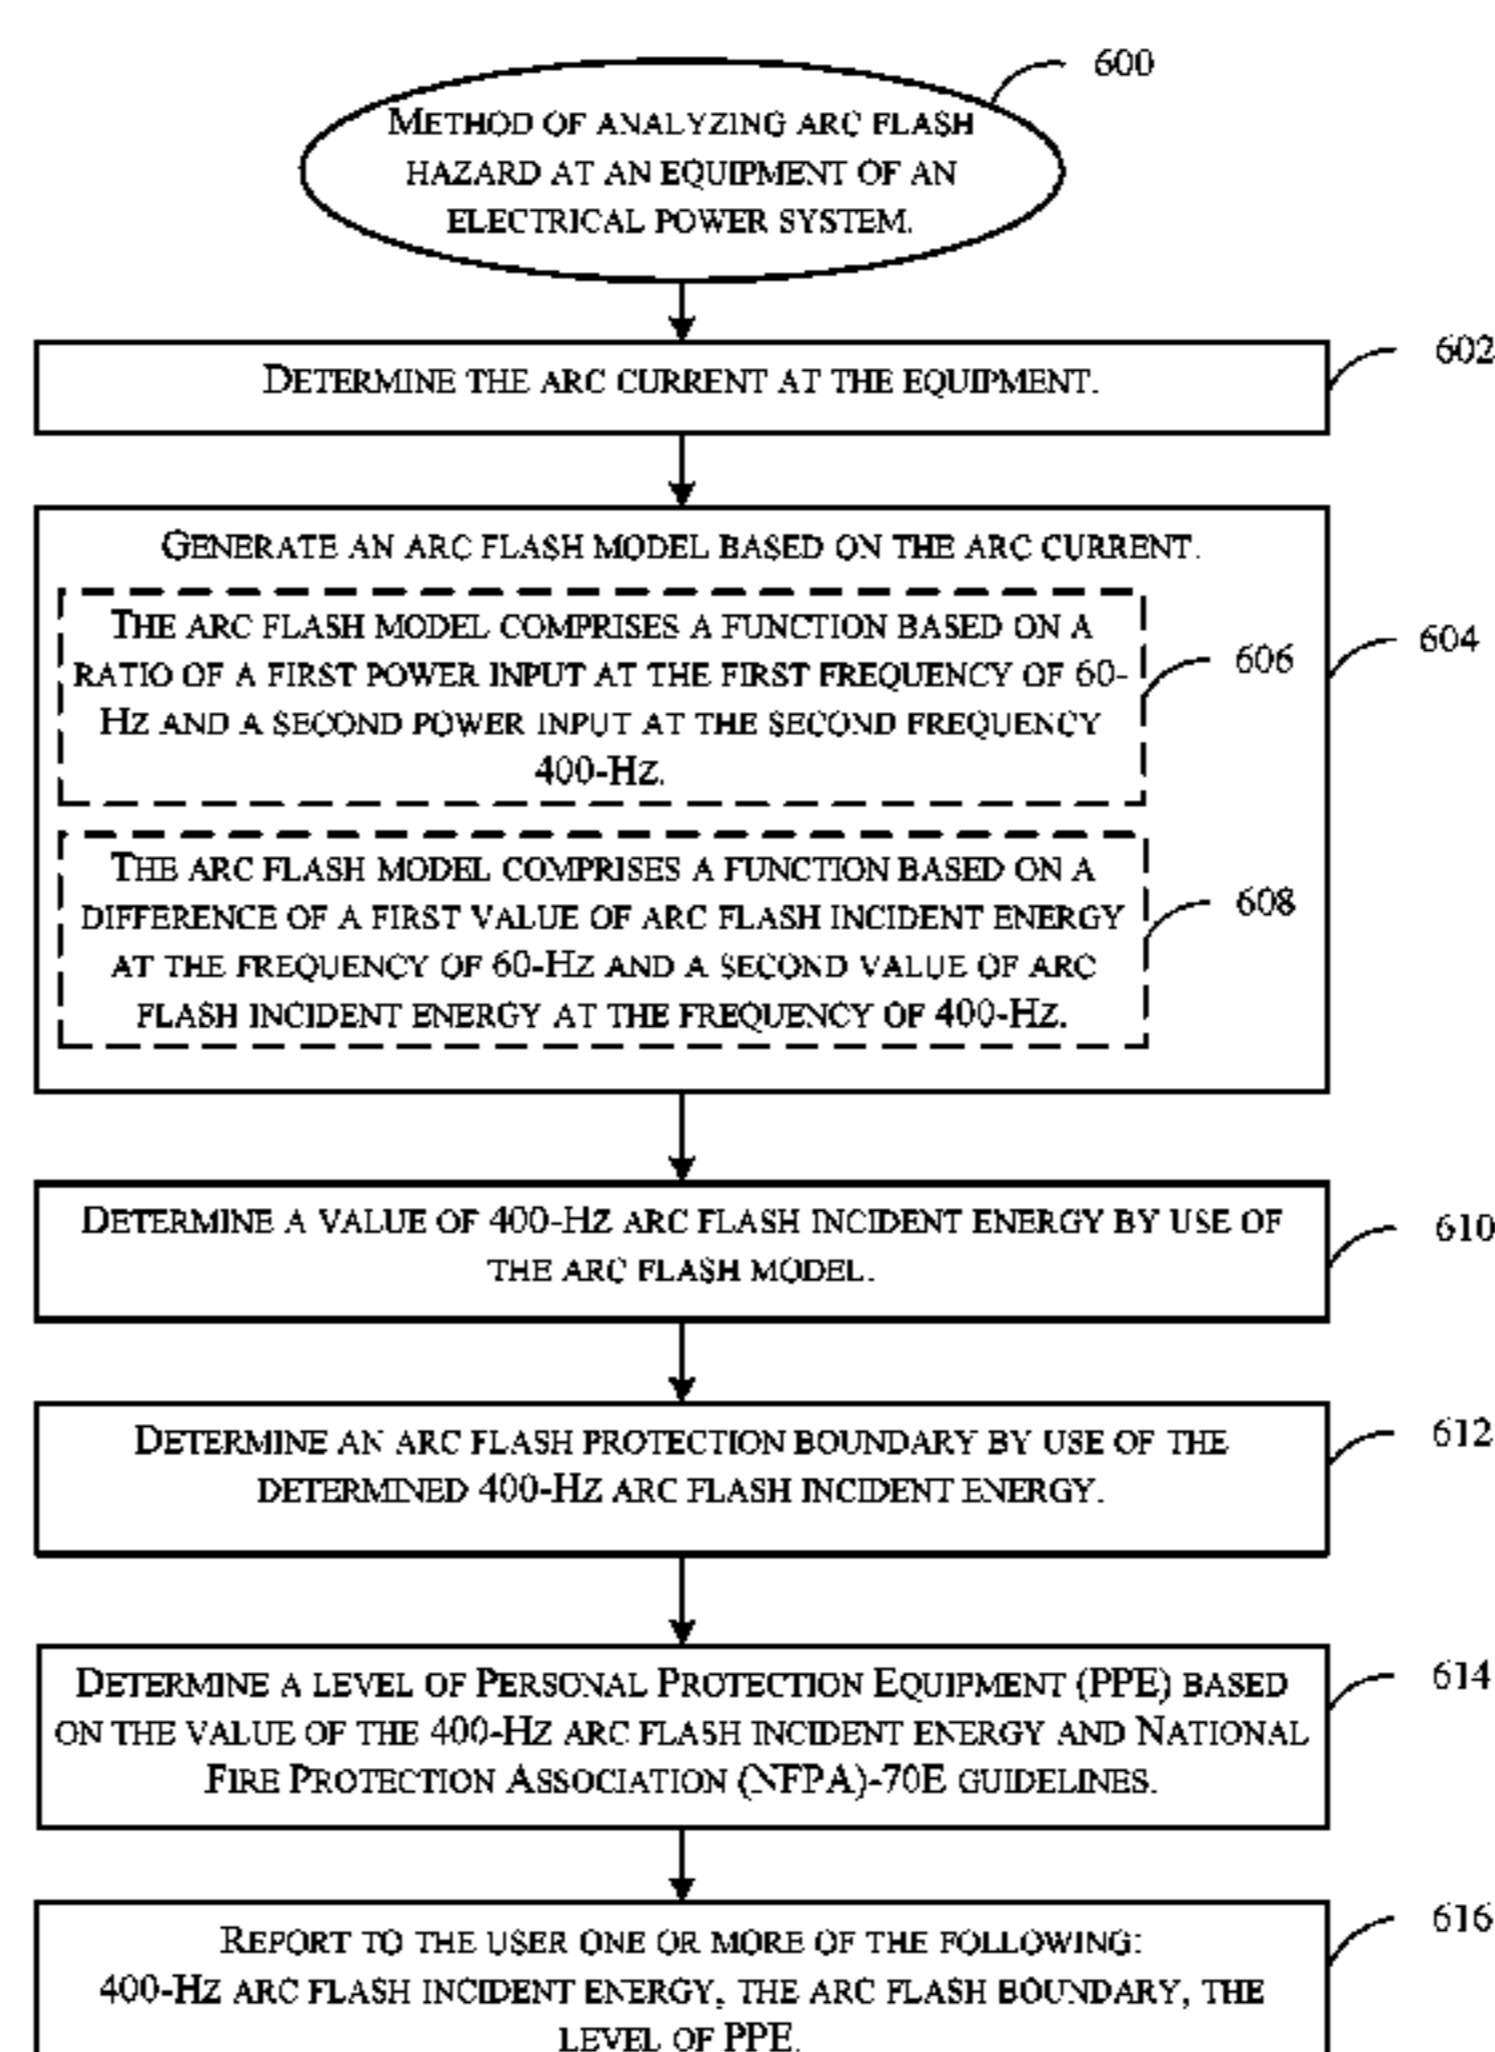 600
METHOD OF ANALYZING ARC FLASH
HAZARD AT AN EQUIPMENT OF AN
ELECTRICAL POWER SYSTEM.
602
DETERMINE THE ARC CURRENT AT THE EQUIPMENT.
604
GENERATE AN ARC FLASH MODEL BASED ON THE ARC CURRENT.
606
THE ARC FLASH MODEL COMPRISES A FUNCTION BASED ON A
RATIO OF A FIRST POWER INPUT AT THE FIRST FREQUENCY OF 60-
HZ AND A SECOND POWER INPUT AT THE SECOND FREQUENCY
400-HZ.
608
THE ARC FLASH MODEL COMPRISES A FUNCTION BASED ON A
DIFFERENCE OF A FIRST VALUE OF ARC FLASH INCIDENT ENERGY
AT THE FREQUENCY OF 60-HZ AND A SECOND VALUE OF ARC
FLASH INCIDENT ENERGY AT THE FREQUENCY OF 400-HZ.
610
DETERMINE A VALUE OF 400-HZ ARC FLASH INCIDENT ENERGY BY USE OF
THE ARC FLASH MODEL.
612
DETERMINE AN ARC FLASH PROTECTION BOUNDARY BY USE OF THE
DETERMINED 400-HZ ARC FLASH INCIDENT ENERGY.
614
DETERMINE A LEVEL OF PERSONAL PROTECTION EQUIPMENT (PPE) BASED
ON THE VALUE OF THE 400-HZ ARC FLASH INCIDENT ENERGY AND NATIONAL
FIRE PROTECTION ASSOCIATION (NFPA)-70E GUIDELINES.
616
REPORT TO THE USER ONE OR MORE OF THE FOLLOWING:
400-HZ ARC FLASH INCIDENT ENERGY, THE ARC FLASH BOUNDARY, THE
LEVEL OF PPE.